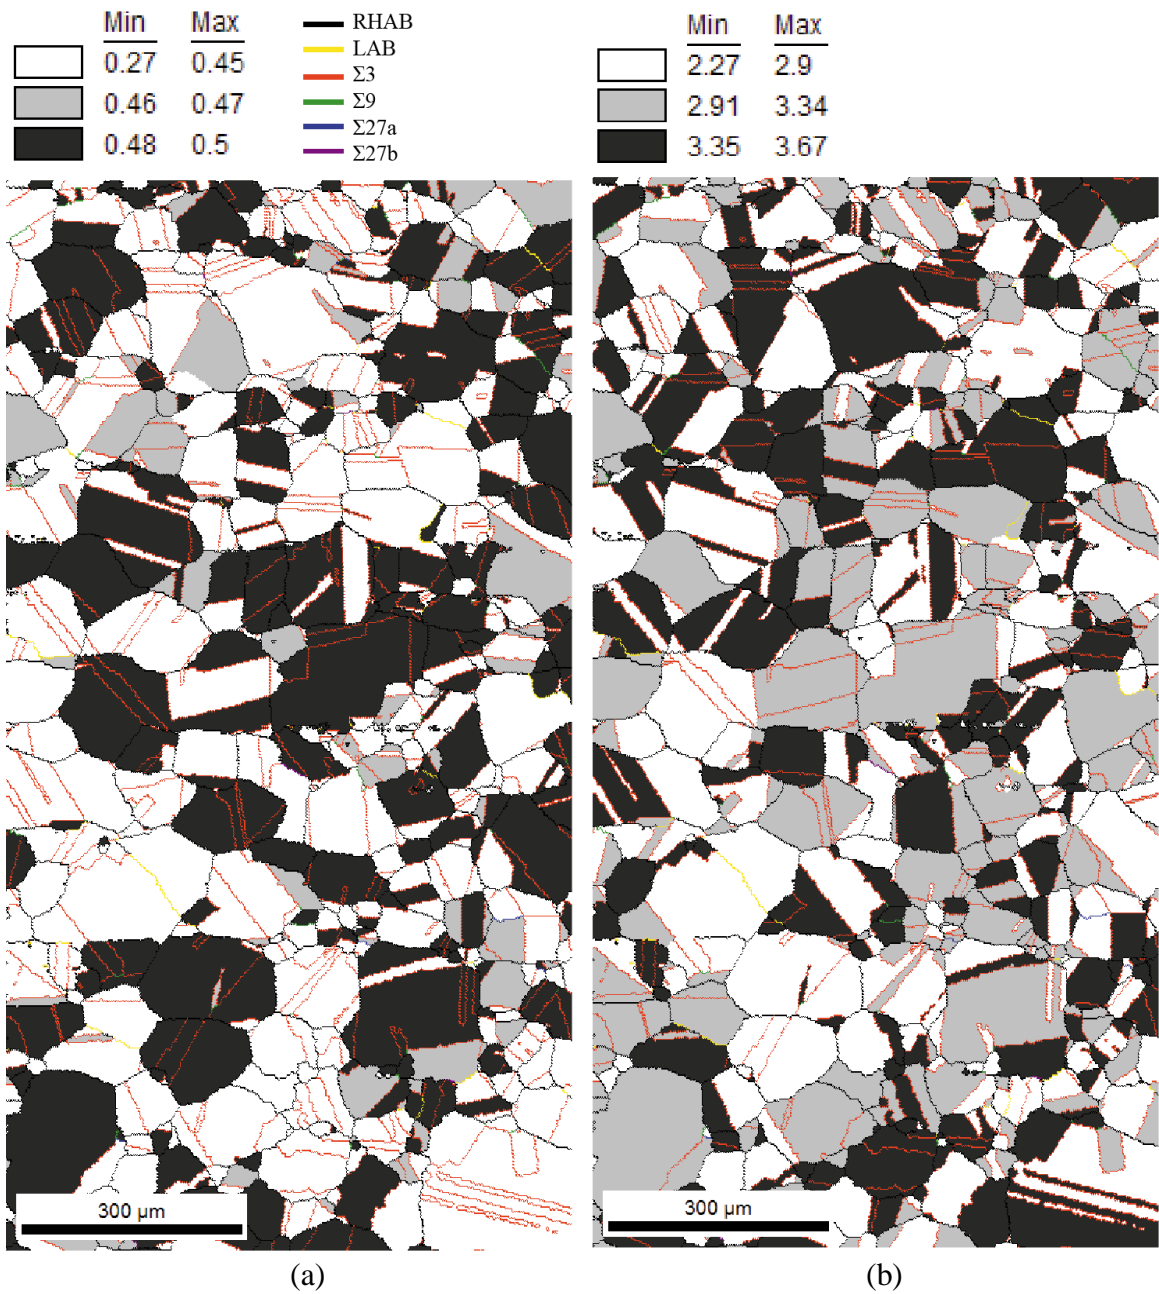 Min Max
0.27 0.45
0.46 0.47
0.48 0.5
RHAB
LAB
Σ3
Σ9
Σ27a
Σ27b
Min Max
2.27 2.9
2.91 3.34
3.35 3.67
300 µm
300 µm
(a)
(b)